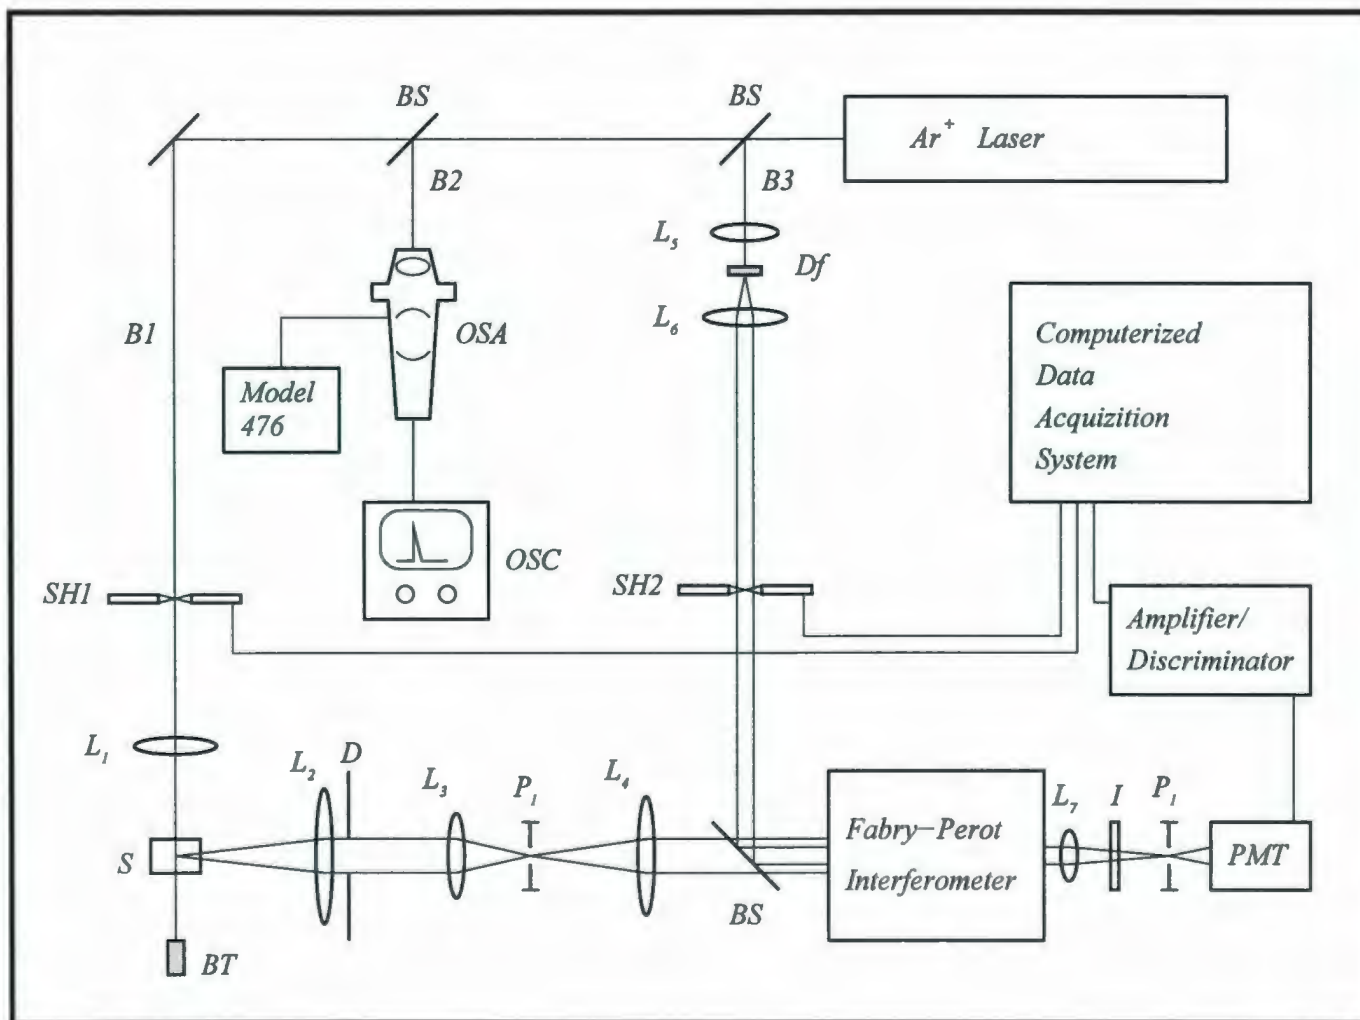 BS
BS
Ar+ Laser
B2
B3
L5
Df
L6
B1
OSA
Model
476
Computerized
Data
Acquizition
System
OSC
SH1
SH2
Amplifier/
Discriminator
L1
L2
D
L3
P1
L4
Fabry-Perot
Interferometer
L7
I
P1
PMT
S
BS
BT